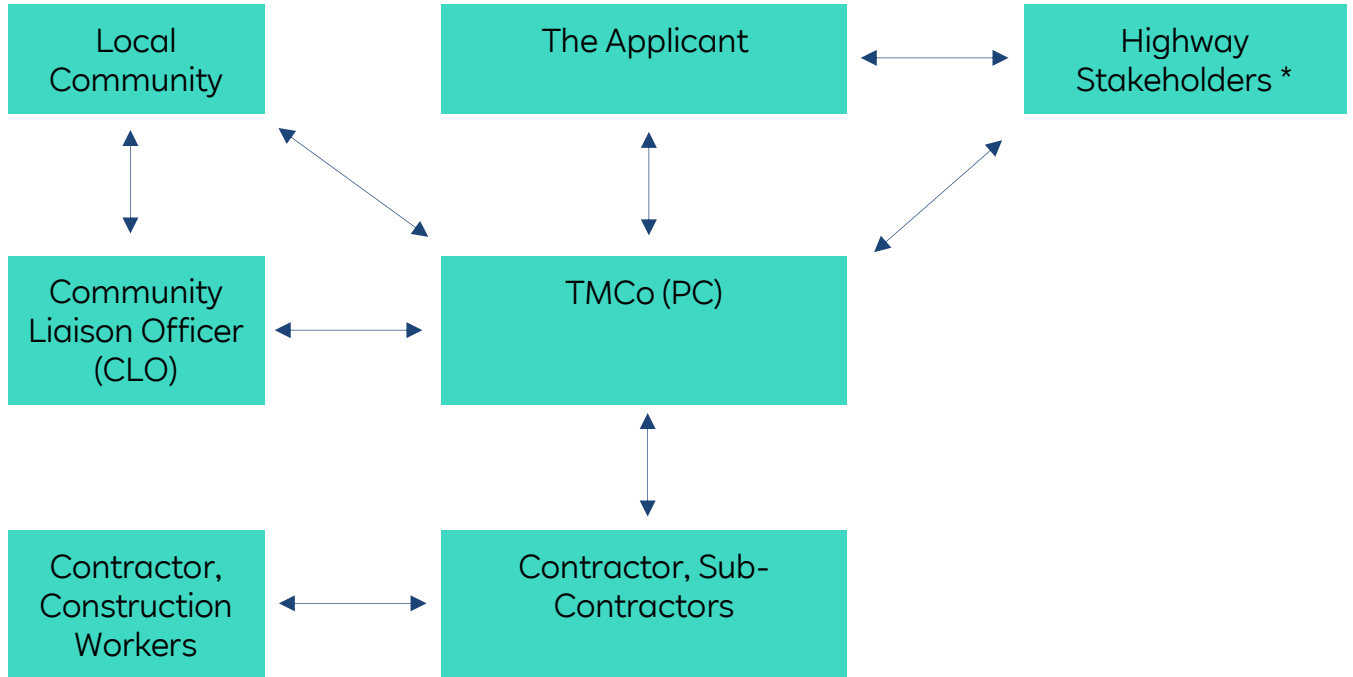 Local
Community
The Applicant
Highway
Stakeholders *
Community
Liaison Officer
(CLO)
TMCo (PC)
Contractor,
Construction
Workers
Contractor, Sub-
Contractors